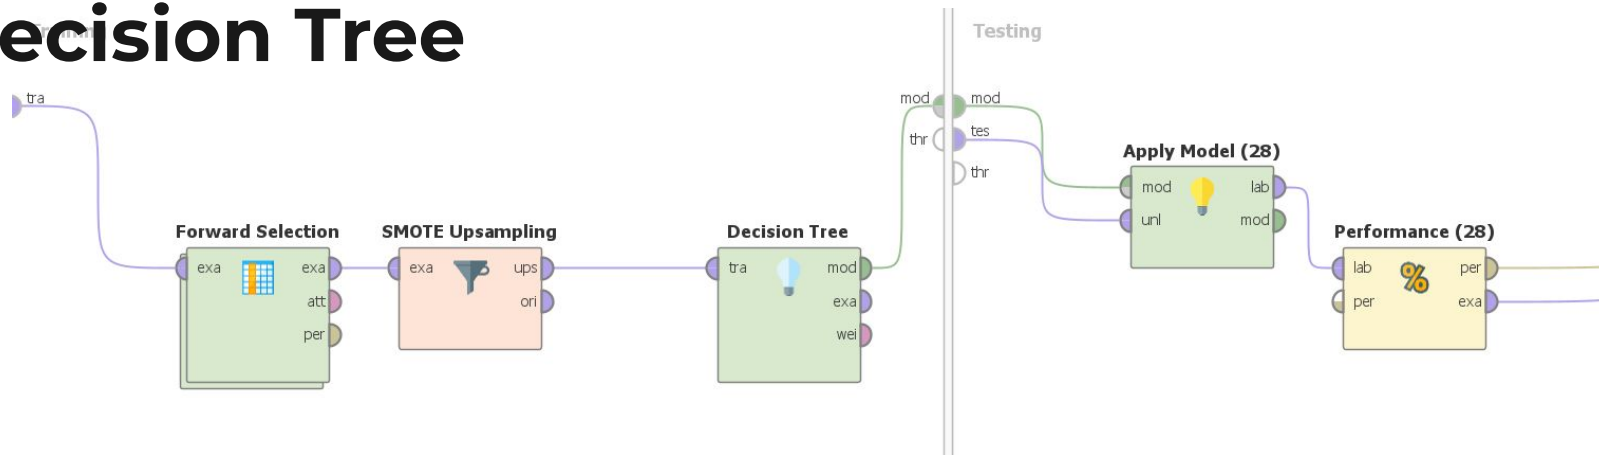 ecision Tree
Testing
tra
mod
mod
thr
tes
thr
Apply Model (28)
mod
lab
unl
mod
Forward Selection
SMOTE Upsampling
Decision Tree
Performance (28)
exa
exa
att
per
exa
ups
ori
tra
mod
exa
wei
lab
per
per
exa
%